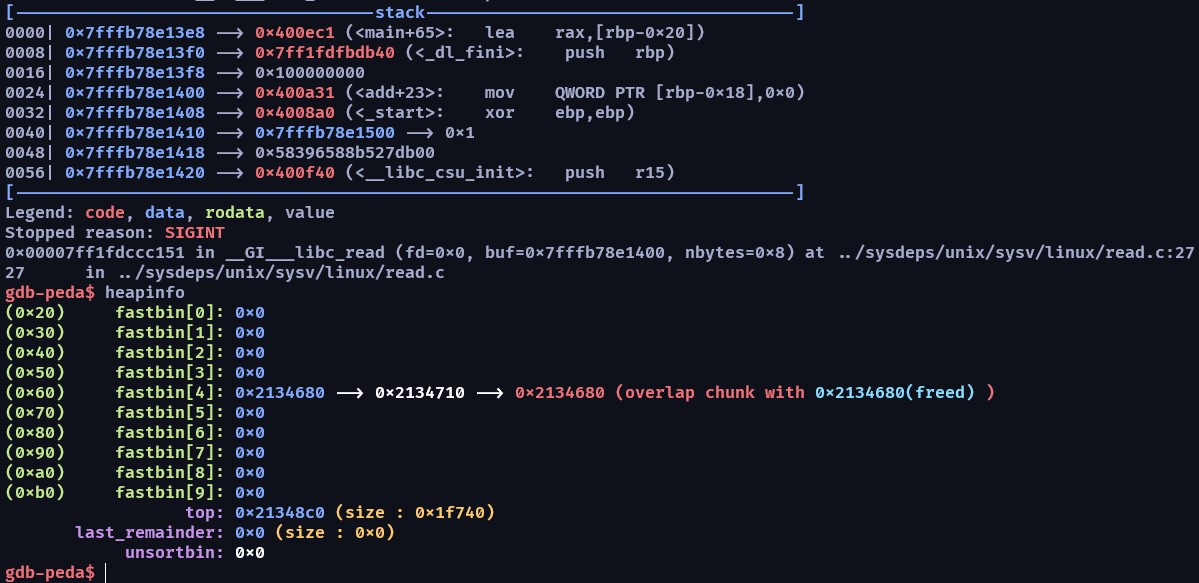 [────────────────────────────────────stack────────────────────────────────────]
0000| 0x7fffb78e13e8 --> 0x400ec1 (<main+65>:   lea    rax,[rbp-0x20])
0008| 0x7fffb78e13f0 --> 0x7ff1fdfbdb40 (<_dl_fini>:    push   rbp)
0016| 0x7fffb78e13f8 --> 0x100000000
0024| 0x7fffb78e1400 --> 0x400a31 (<add+23>:    mov    QWORD PTR [rbp-0x18],0x0)
0032| 0x7fffb78e1408 --> 0x4008a0 (<_start>:    xor    ebp,ebp)
0040| 0x7fffb78e1410 --> 0x7fffb78e1500 --> 0x1
0048| 0x7fffb78e1418 --> 0x58396588b527db00
0056| 0x7fffb78e1420 --> 0x400f40 (<__libc_csu_init>:   push   r15)
[──────────────────────────────────────────────────────────────────────────────]
Legend: code, data, rodata, value
Stopped reason: SIGINT
0x00007ff1fdccc151 in __GI___libc_read (fd=0x0, buf=0x7fffb78e1400, nbytes=0x8) at ../sysdeps/unix/sysv/linux/read.c:27
27      in ../sysdeps/unix/sysv/linux/read.c
gdb-peda$ heapinfo
(0x20)     fastbin[0]: 0x0
(0x30)     fastbin[1]: 0x0
(0x40)     fastbin[2]: 0x0
(0x50)     fastbin[3]: 0x0
(0x60)     fastbin[4]: 0x2134680 --> 0x2134710 --> 0x2134680 (overlap chunk with 0x2134680(freed) )
(0x70)     fastbin[5]: 0x0
(0x80)     fastbin[6]: 0x0
(0x90)     fastbin[7]: 0x0
(0xa0)     fastbin[8]: 0x0
(0xb0)     fastbin[9]: 0x0
                  top: 0x21348c0 (size : 0x1f740)
       last_remainder: 0x0 (size : 0x0)
            unsortbin: 0x0
gdb-peda$